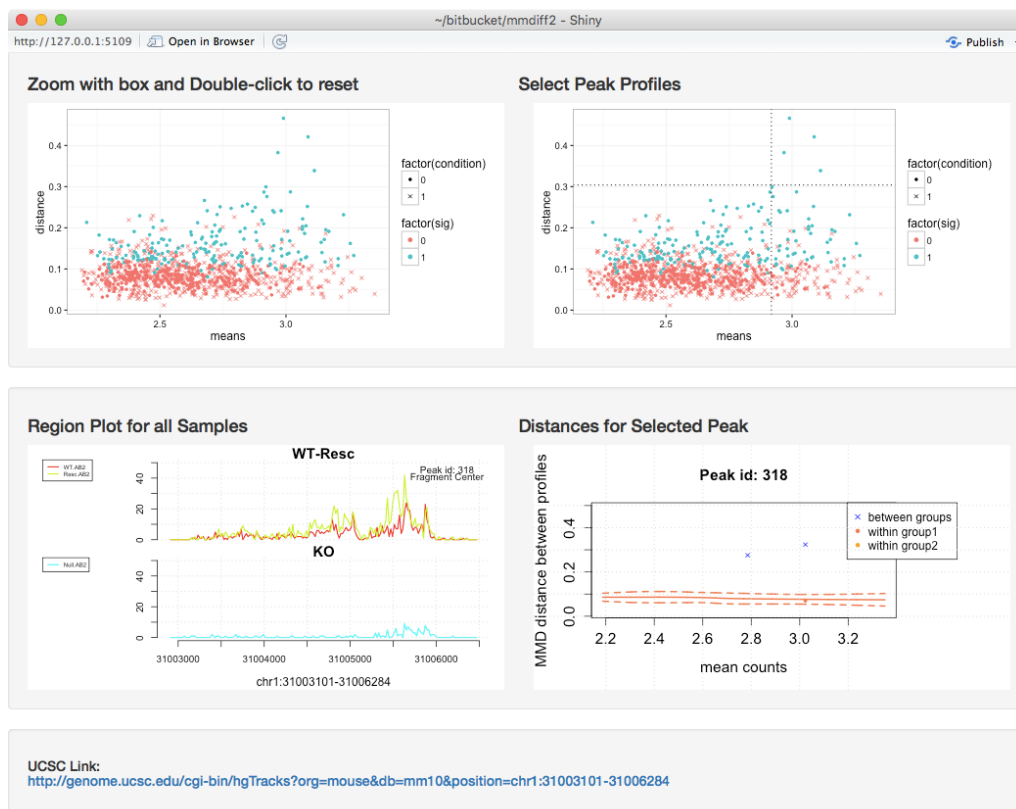 ~/bitbucket/mmdiff2 - Shiny
http://127.0.0.1:5109 Open in Browser Publish
Zoom with box and Double-click to reset
distance
0.4
0.3
0.2
0.1
0.0
2.5 3.0
means
factor(condition)
0
1
factor(sig)
0
1
Select Peak Profiles
distance
0.4
0.3
0.2
0.1
0.0
2.5 3.0
means
factor(condition)
0
1
factor(sig)
0
1
Region Plot for all Samples
WT-Resc
WT.AB2
Resc.AB2
Peak id: 318
Fragment Center
40
20
0
KO
Null.AB2
40
20
0
31003000 31004000 31005000 31006000
chr1:31003101-31006284
Distances for Selected Peak
Peak id: 318
MMD distance between profiles
0.4
0.2
0.0
between groups
within group1
within group2
2.2 2.4 2.6 2.8 3.0 3.2
mean counts
UCSC Link:
http://genome.ucsc.edu/cgi-bin/hgTracks?org=mouse&db=mm10&position=chr1:31003101-31006284